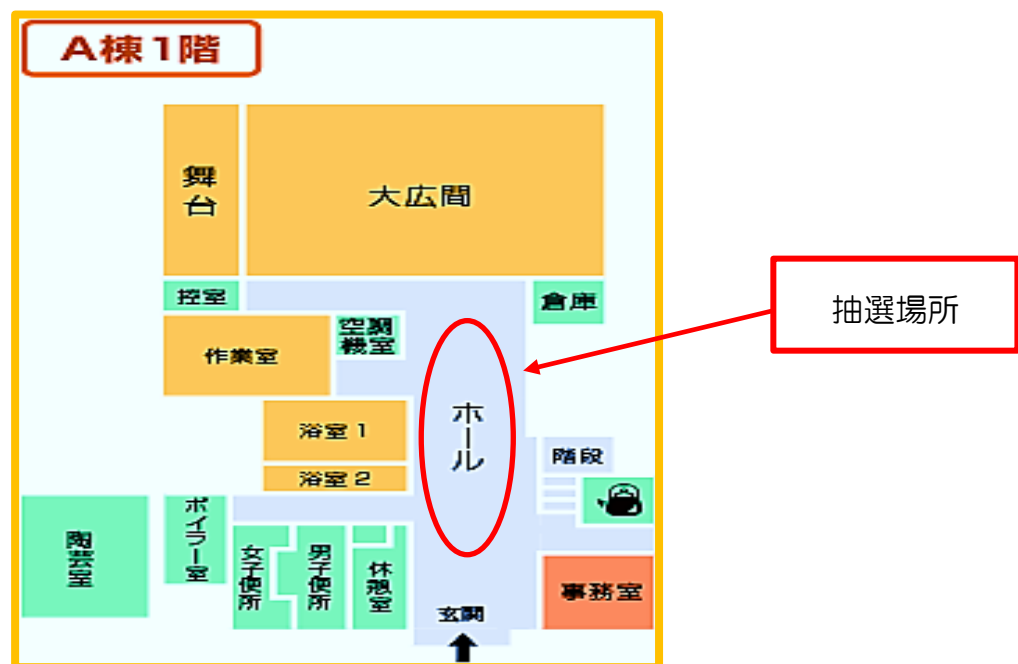 A棟1階
舞台
大広間
控室
倉庫
抽選場所
空調
機室
作業室
ホール
浴室1
階段
浴室2
ボイラー室
陶芸室
女子便所
男子便所
休憩室
事務室
玄関